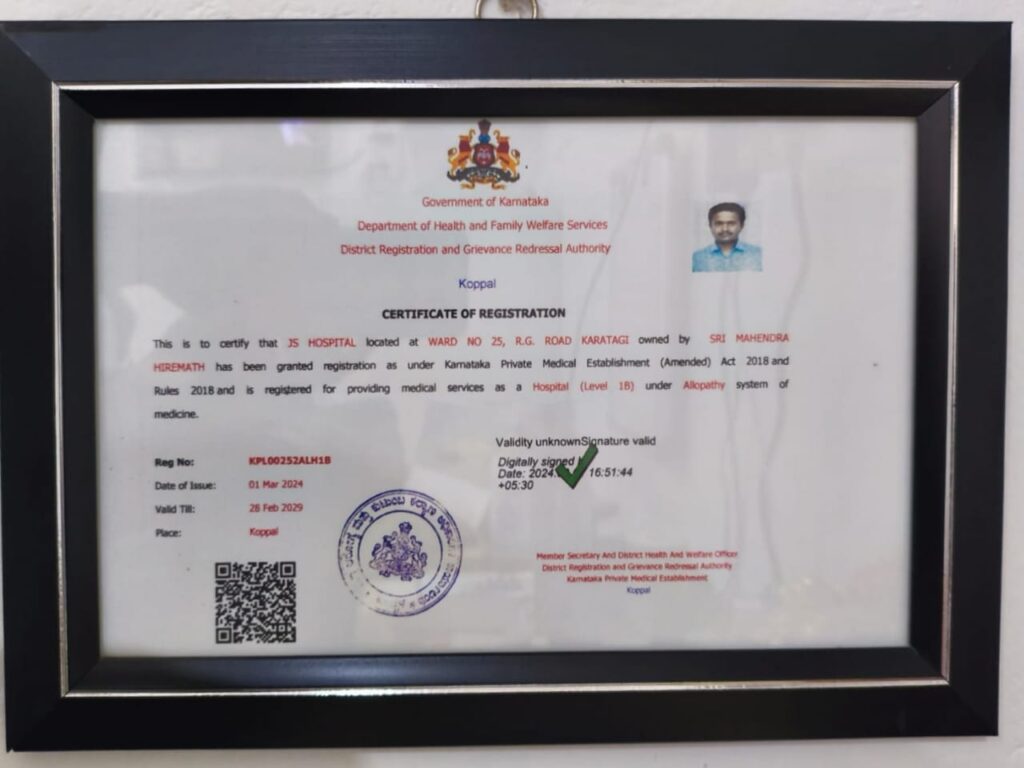 Government of Karnataka
Department of Health and Family Welfare Services
District Registration and Grievance Redressal Authority
Koppal
CERTIFICATE OF REGISTRATION
This is to certify that JS HOSPITAL located at WARD NO 25, R.G. ROAD KARATAGI owned by SRI MAHENDRA
HIREMATH has been granted registration as under Karnataka Private Medical Establishment (Amended) Act 2018 and
Rules 2018 and is registered for providing medical services as a Hospital (Level 1B) under Allopathy system of
medicine.
Reg No: KPL00252ALH1B
Date of Issue: 01 Mar 2024
Valid Till: 28 Feb 2029
Place: Koppal
Validity unknownSignature valid
Digitally signed
Date: 2024 16:51:44
+05:30
Member Secretary And District Health And Welfare Officer
District Registration and Grievance Redressal Authority
Karnataka Private Medical Establishment
Koppal
ಮತ್ತು ಕುಟುಂಬ ಕಲ್ಯಾಣ